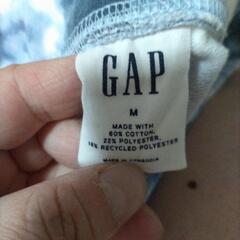 GAP
M
MADE WITH
60% COTTON,
22% POLYESTER,
18% RECYCLED POLYESTER
MADE IN CAMBODIA